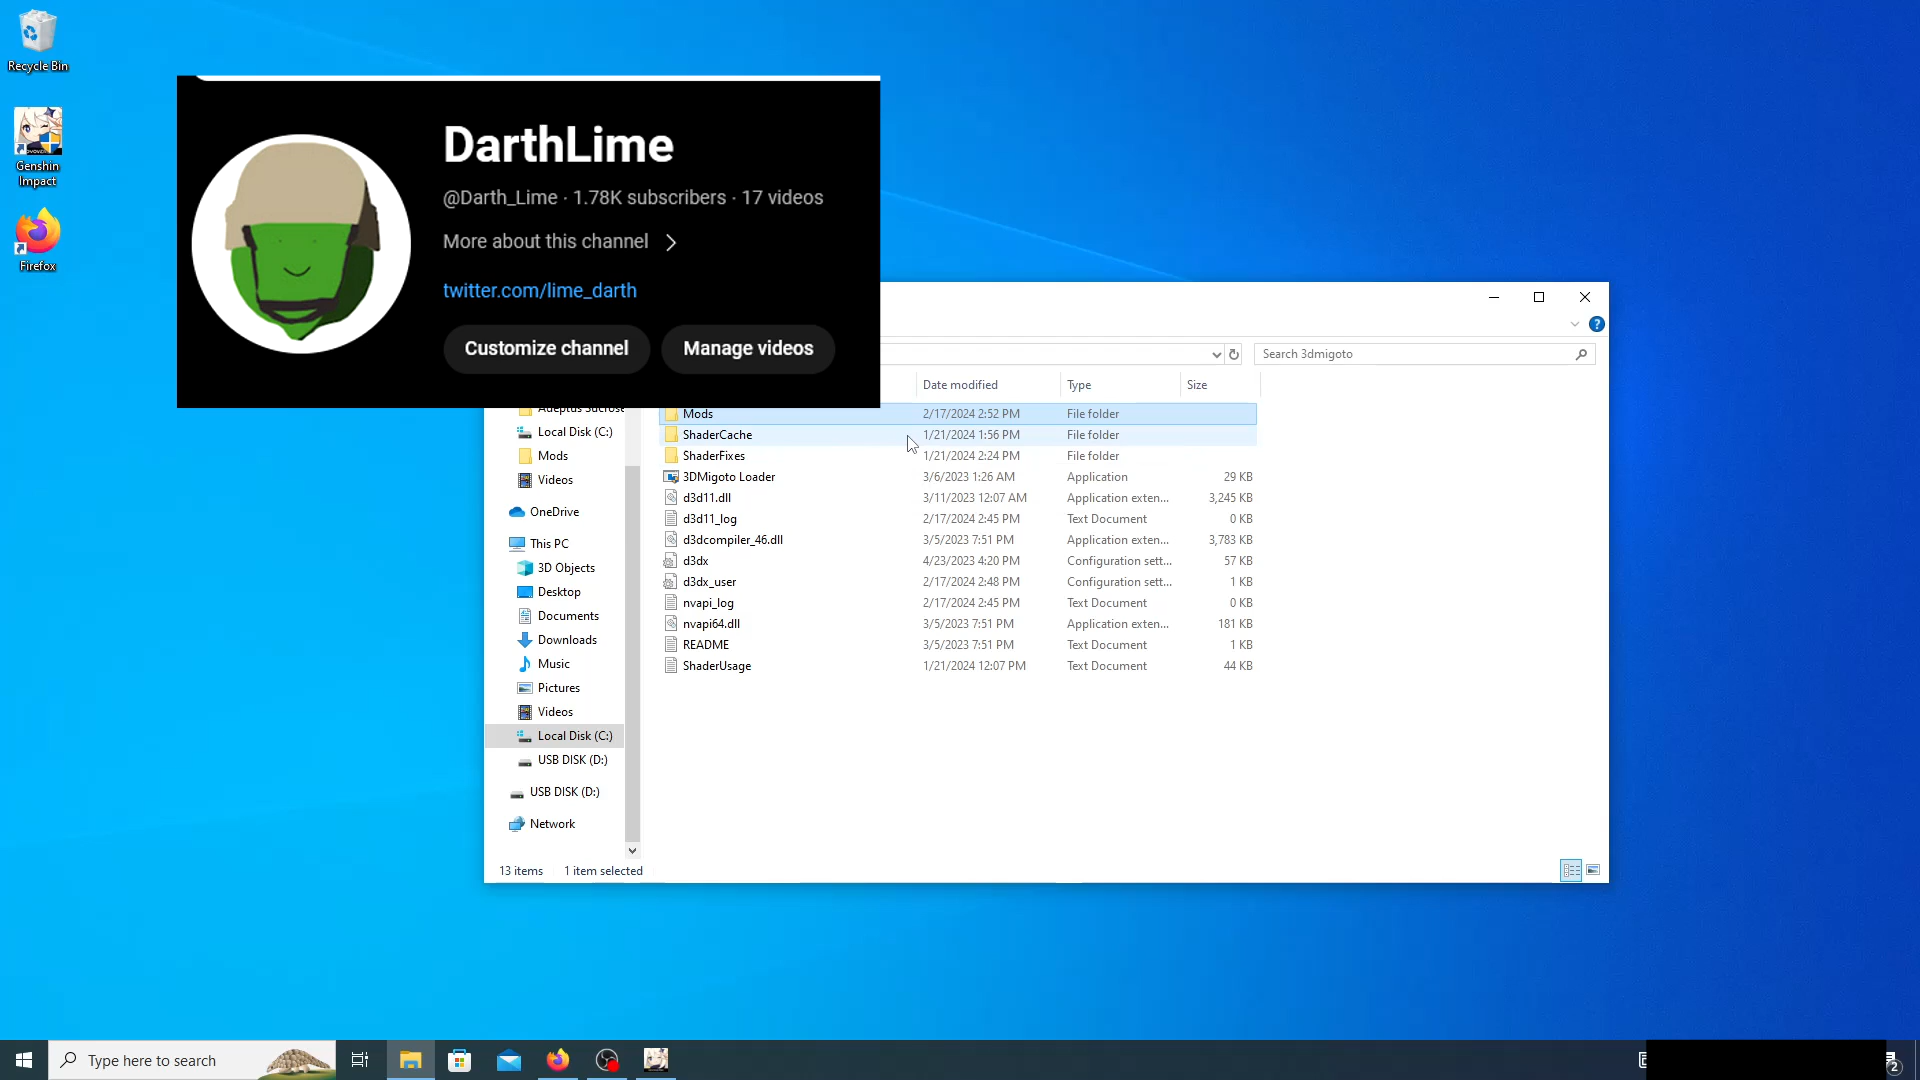 Recycle Bin
Genshin
Impact
Firefox
DarthLime
@Darth_Lime · 1.78K subscribers · 17 videos
More about this channel
twitter.com/lime_darth
Customize channel
Manage videos
Search 3dmigoto
Date modified
Type
Size
Adeptus Sucrose
Local Disk (C:)
Mods
Videos
OneDrive
This PC
3D Objects
Desktop
Documents
Downloads
Music
Pictures
Videos
Local Disk (C:)
USB DISK (D:)
USB DISK (D:)
Network
Mods 2/17/2024 2:52 PM File folder
ShaderCache 1/21/2024 1:56 PM File folder
ShaderFixes 1/21/2024 2:24 PM File folder
3DMigoto Loader 3/6/2023 1:26 AM Application 29 KB
d3d11.dll 3/11/2023 12:07 AM Application exten... 3,245 KB
d3d11_log 2/17/2024 2:45 PM Text Document 0 KB
d3dcompiler_46.dll 3/5/2023 7:51 PM Application exten... 3,783 KB
d3dx 4/23/2023 4:20 PM Configuration sett... 57 KB
d3dx_user 2/17/2024 2:48 PM Configuration sett... 1 KB
nvapi_log 2/17/2024 2:45 PM Text Document 0 KB
nvapi64.dll 3/5/2023 7:51 PM Application exten... 181 KB
README 3/5/2023 7:51 PM Text Document 1 KB
ShaderUsage 1/21/2024 12:07 PM Text Document 44 KB
13 items
1 item selected
Type here to search
2